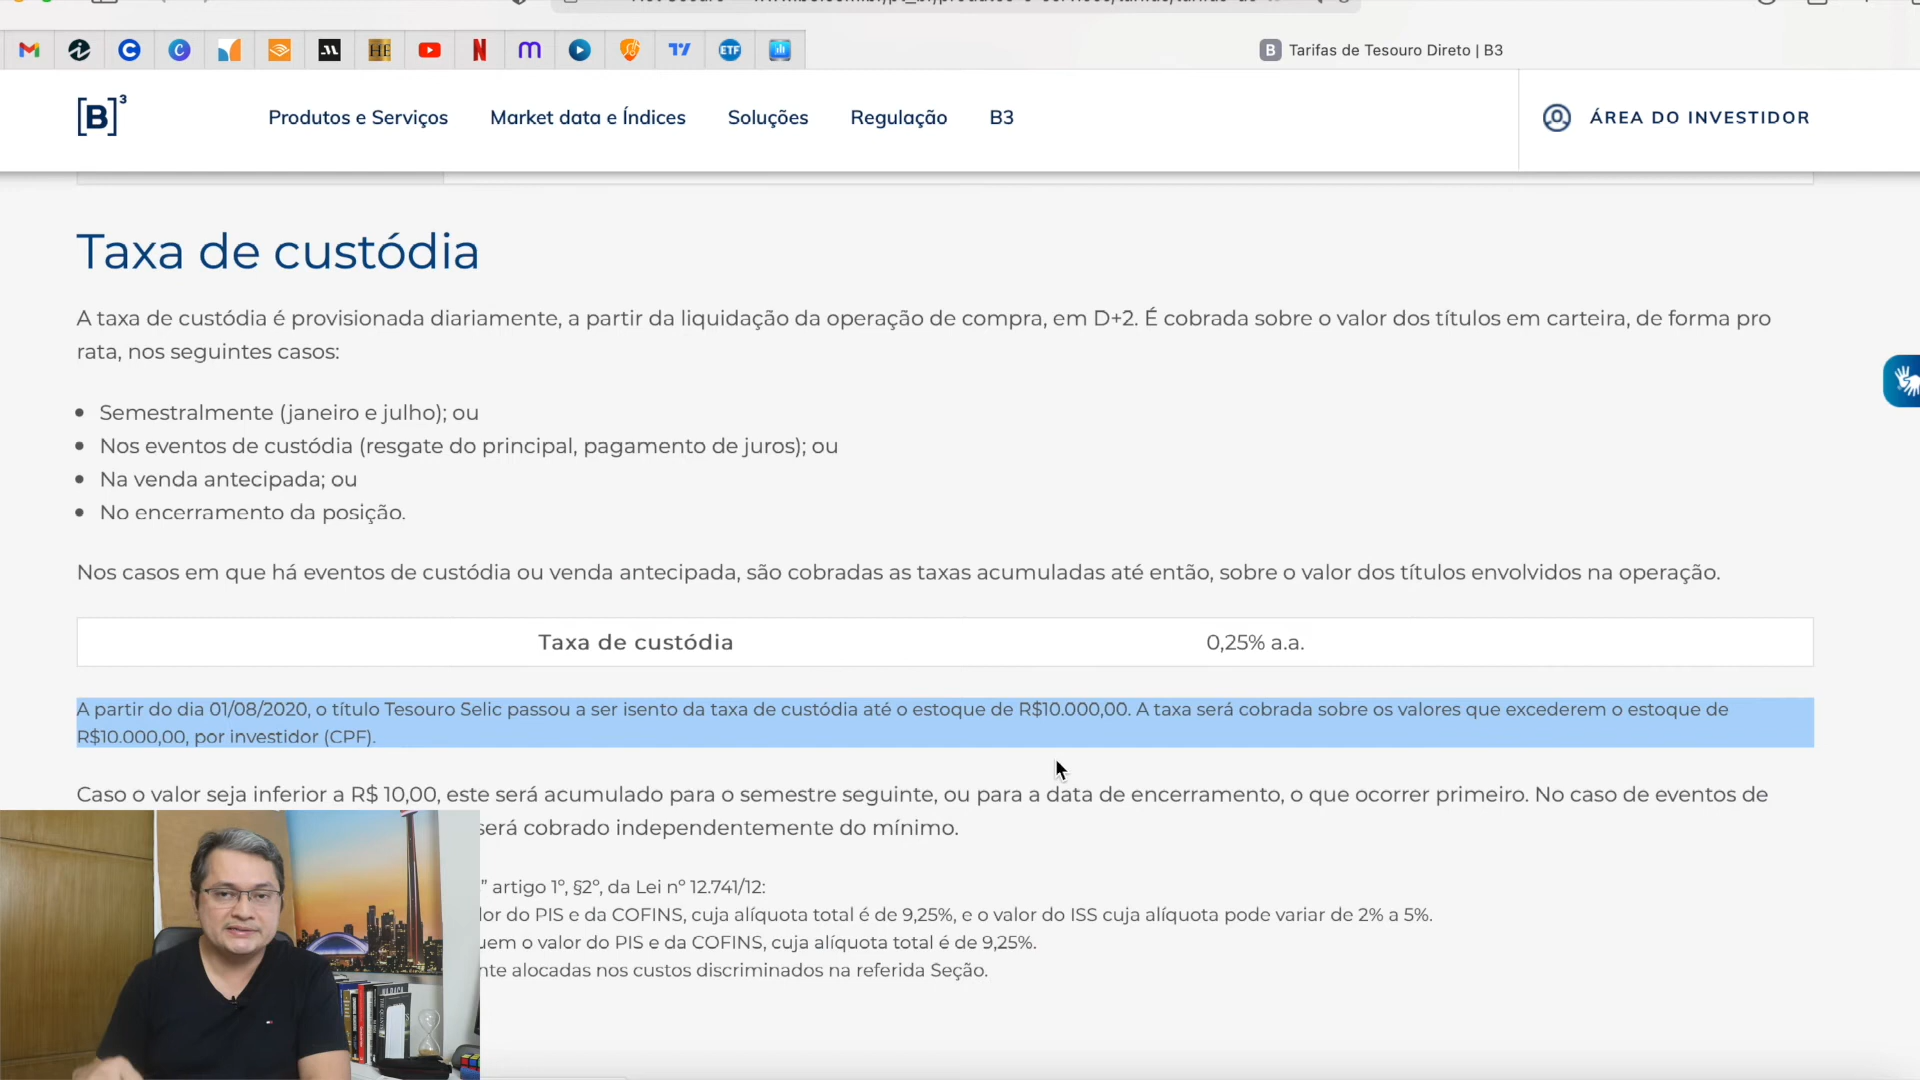 Tarifas de Tesouro Direto | B3
[B]³
Produtos e Serviços
Market data e Índices
Soluções
Regulação
B3
ÁREA DO INVESTIDOR
Taxa de custódia
A taxa de custódia é provisionada diariamente, a partir da liquidação da operação de compra, em D+2. É cobrada sobre o valor dos títulos em carteira, de forma pro
rata, nos seguintes casos:
Semestralmente (janeiro e julho); ou
Nos eventos de custódia (resgate do principal, pagamento de juros); ou
Na venda antecipada; ou
No encerramento da posição.
Nos casos em que há eventos de custódia ou venda antecipada, são cobradas as taxas acumuladas até então, sobre o valor dos títulos envolvidos na operação.
Taxa de custódia 0,25% a.a.
A partir do dia 01/08/2020, o título Tesouro Selic passou a ser isento da taxa de custódia até o estoque de R$10.000,00. A taxa será cobrada sobre os valores que excederem o estoque de
R$10.000,00, por investidor (CPF).
Caso o valor seja inferior a R$ 10,00, este será acumulado para o semestre seguinte, ou para a data de encerramento, o que ocorrer primeiro. No caso de eventos de
será cobrado independentemente do mínimo.
” artigo 1º, §2º, da Lei nº 12.741/12:
lor do PIS e da COFINS, cuja alíquota total é de 9,25%, e o valor do ISS cuja alíquota pode variar de 2% a 5%.
uem o valor do PIS e da COFINS, cuja alíquota total é de 9,25%.
nte alocadas nos custos discriminados na referida Seção.